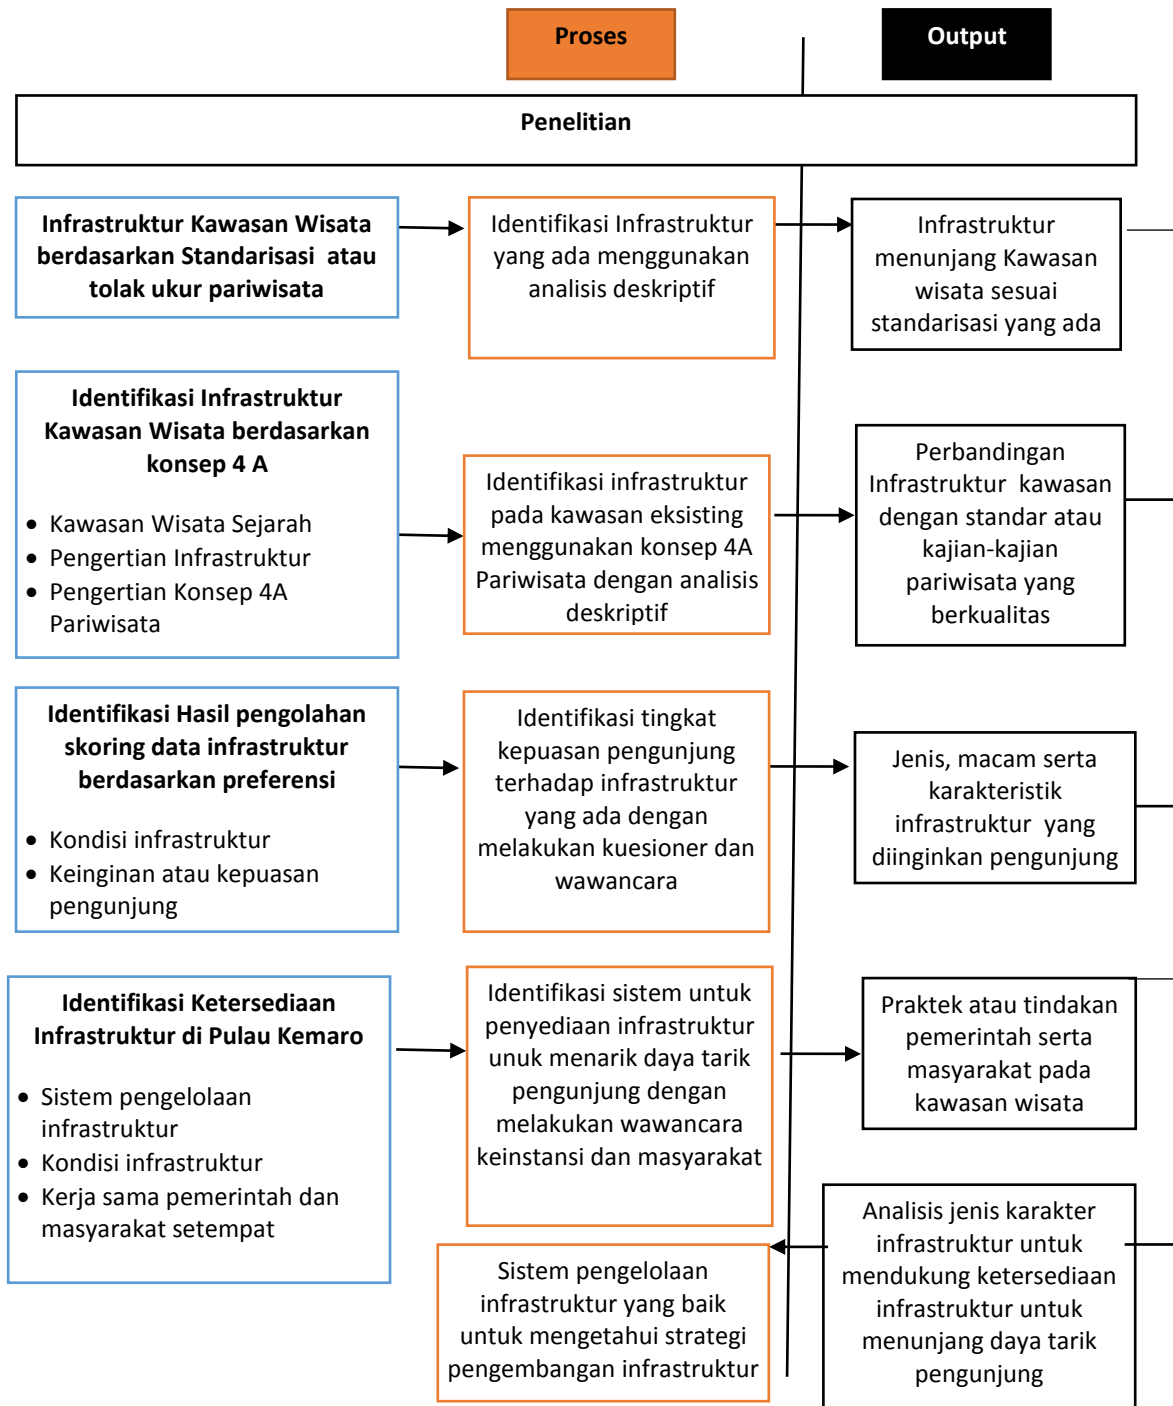 Proses
Output
Penelitian
Infrastruktur Kawasan Wisata
berdasarkan Standarisasi atau
tolak ukur pariwisata
Identifikasi Infrastruktur
yang ada menggunakan
analisis deskriptif
Infrastruktur
menunjang Kawasan
wisata sesuai
standarisasi yang ada
Identifikasi Infrastruktur
Kawasan Wisata berdasarkan
konsep 4 A
• Kawasan Wisata Sejarah
• Pengertian Infrastruktur
• Pengertian Konsep 4A
Pariwisata
Identifikasi infrastruktur
pada kawasan eksisting
menggunakan konsep 4A
Pariwisata dengan analisis
deskriptif
Perbandingan
Infrastruktur kawasan
dengan standar atau
kajian-kajian
pariwisata yang
berkualitas
Identifikasi Hasil pengolahan
skoring data infrastruktur
berdasarkan preferensi
• Kondisi infrastruktur
• Keinginan atau kepuasan
pengunjung
Identifikasi tingkat
kepuasan pengunjung
terhadap infrastruktur
yang ada dengan
melakukan kuesioner dan
wawancara
Jenis, macam serta
karakteristik
infrastruktur yang
diinginkan pengunjung
Identifikasi Ketersediaan
Infrastruktur di Pulau Kemaro
• Sistem pengelolaan
infrastruktur
• Kondisi infrastruktur
• Kerja sama pemerintah dan
masyarakat setempat
Identifikasi sistem untuk
penyediaan infrastruktur
unuk menarik daya tarik
pengunjung dengan
melakukan wawancara
keinstansi dan masyarakat
Praktek atau tindakan
pemerintah serta
masyarakat pada
kawasan wisata
Analisis jenis karakter
infrastruktur untuk
mendukung ketersediaan
infrastruktur untuk
menunjang daya tarik
pengunjung
Sistem pengelolaan
infrastruktur yang baik
untuk mengetahui strategi
pengembangan infrastruktur